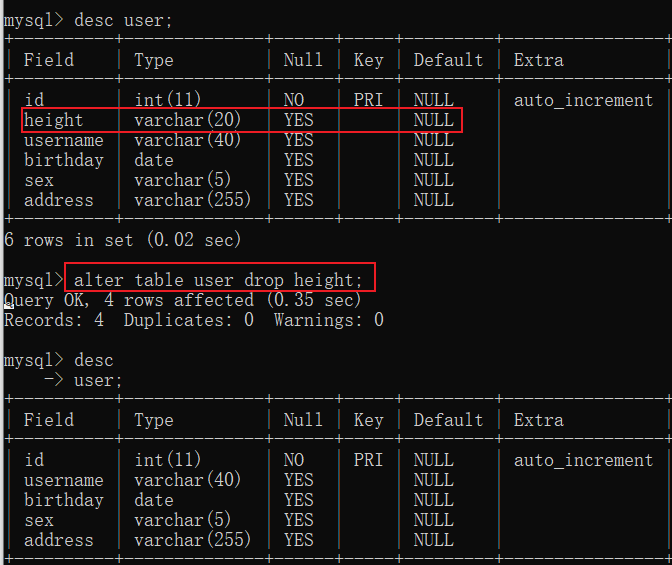 mysql> desc user;
+----------+--------------+------+-----+---------+----------------+
| Field    | Type         | Null | Key | Default | Extra          |
+----------+--------------+------+-----+---------+----------------+
| id       | int(11)      | NO   | PRI | NULL    | auto_increment |
| height   | varchar(20)  | YES  |     | NULL    |
| username | varchar(40)  | YES  |     | NULL    |
| birthday | date         | YES  |     | NULL    |
| sex      | varchar(5)   | YES  |     | NULL    |
| address  | varchar(255) | YES  |     | NULL    |
+----------+--------------+------+-----+---------+----------------+
6 rows in set (0.02 sec)
mysql> alter table user drop height;
Query OK, 4 rows affected (0.35 sec)
Records: 4  Duplicates: 0  Warnings: 0
mysql> desc
    -> user;
+----------+--------------+------+-----+---------+----------------+
| Field    | Type         | Null | Key | Default | Extra          |
+----------+--------------+------+-----+---------+----------------+
| id       | int(11)      | NO   | PRI | NULL    | auto_increment |
| username | varchar(40)  | YES  |     | NULL    |
| birthday | date         | YES  |     | NULL    |
| sex      | varchar(5)   | YES  |     | NULL    |
| address  | varchar(255) | YES  |     | NULL    |
+----------+--------------+------+-----+---------+----------------+